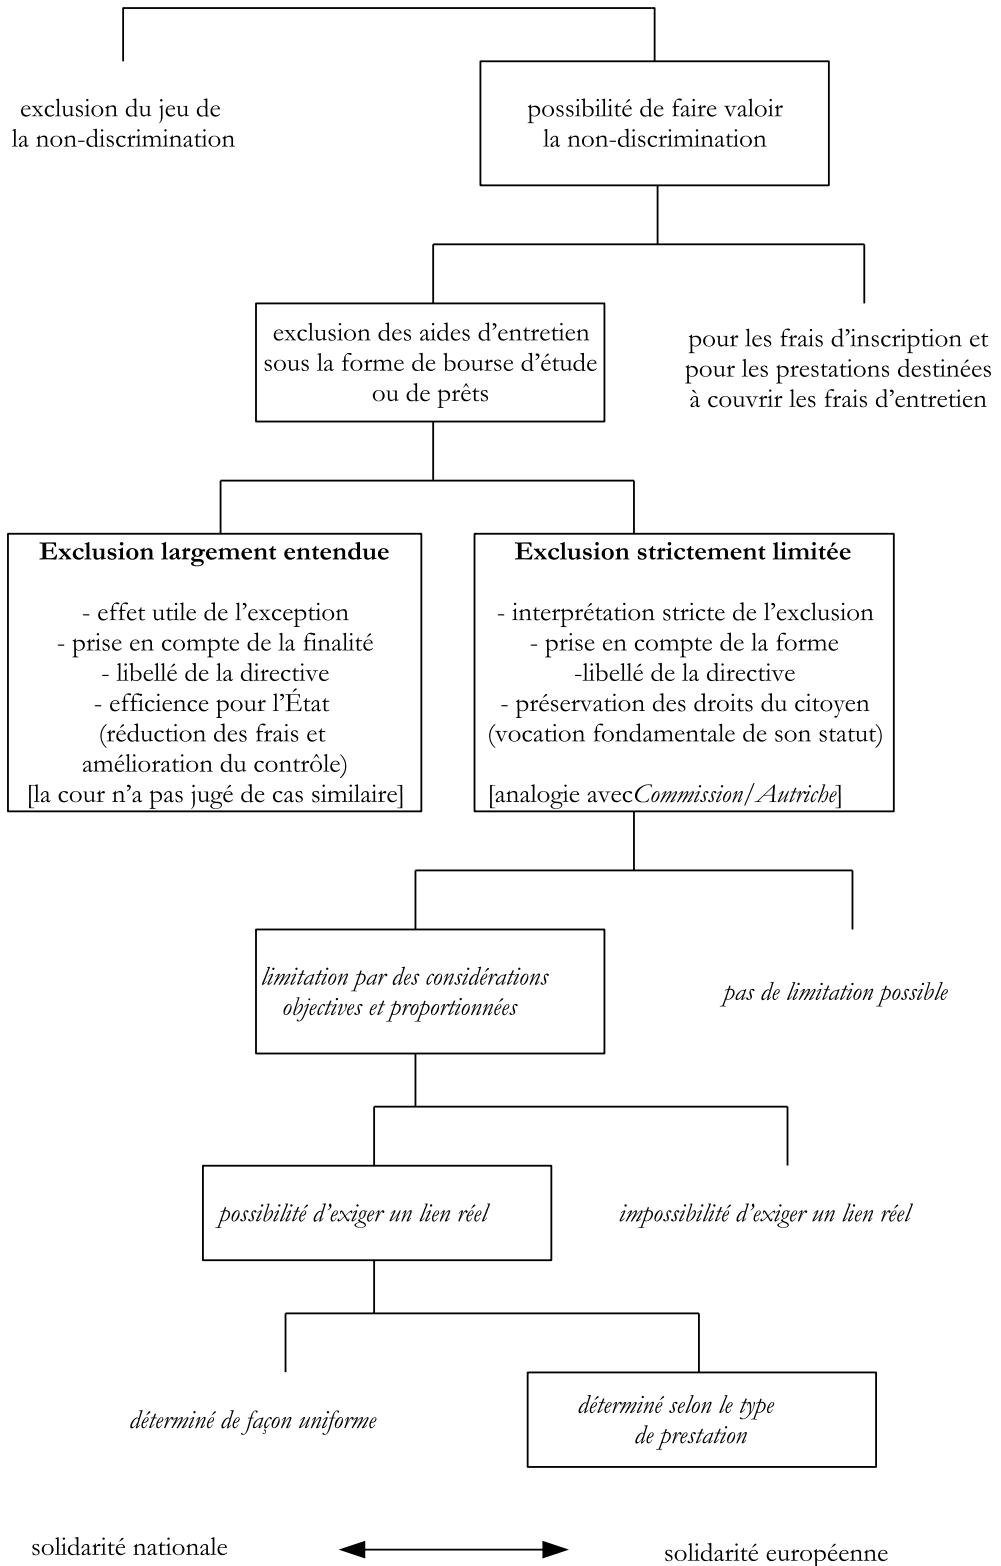 exclusion du jeu de
la non-discrimination
possibilité de faire valoir
la non-discrimination
exclusion des aides d'entretien
sous la forme de bourse d'étude
ou de prêts
pour les frais d'inscription et
pour les prestations destinées
à couvrir les frais d'entretien
Exclusion largement entendue
- effet utile de l'exception
- prise en compte de la finalité
- libellé de la directive
- efficience pour l'État
(réduction des frais et
amélioration du contrôle)
[la cour n'a pas jugé de cas similaire]
Exclusion strictement limitée
- interprétation stricte de l'exclusion
- prise en compte de la forme
-libellé de la directive
- préservation des droits du citoyen
(vocation fondamentale de son statut)
[analogie avecCommission/Autriche]
limitation par des considérations
objectives et proportionnées
pas de limitation possible
possibilité d'exiger un lien réel
impossibilité d'exiger un lien réel
déterminé de façon uniforme
déterminé selon le type
de prestation
solidarité nationale
solidarité européenne